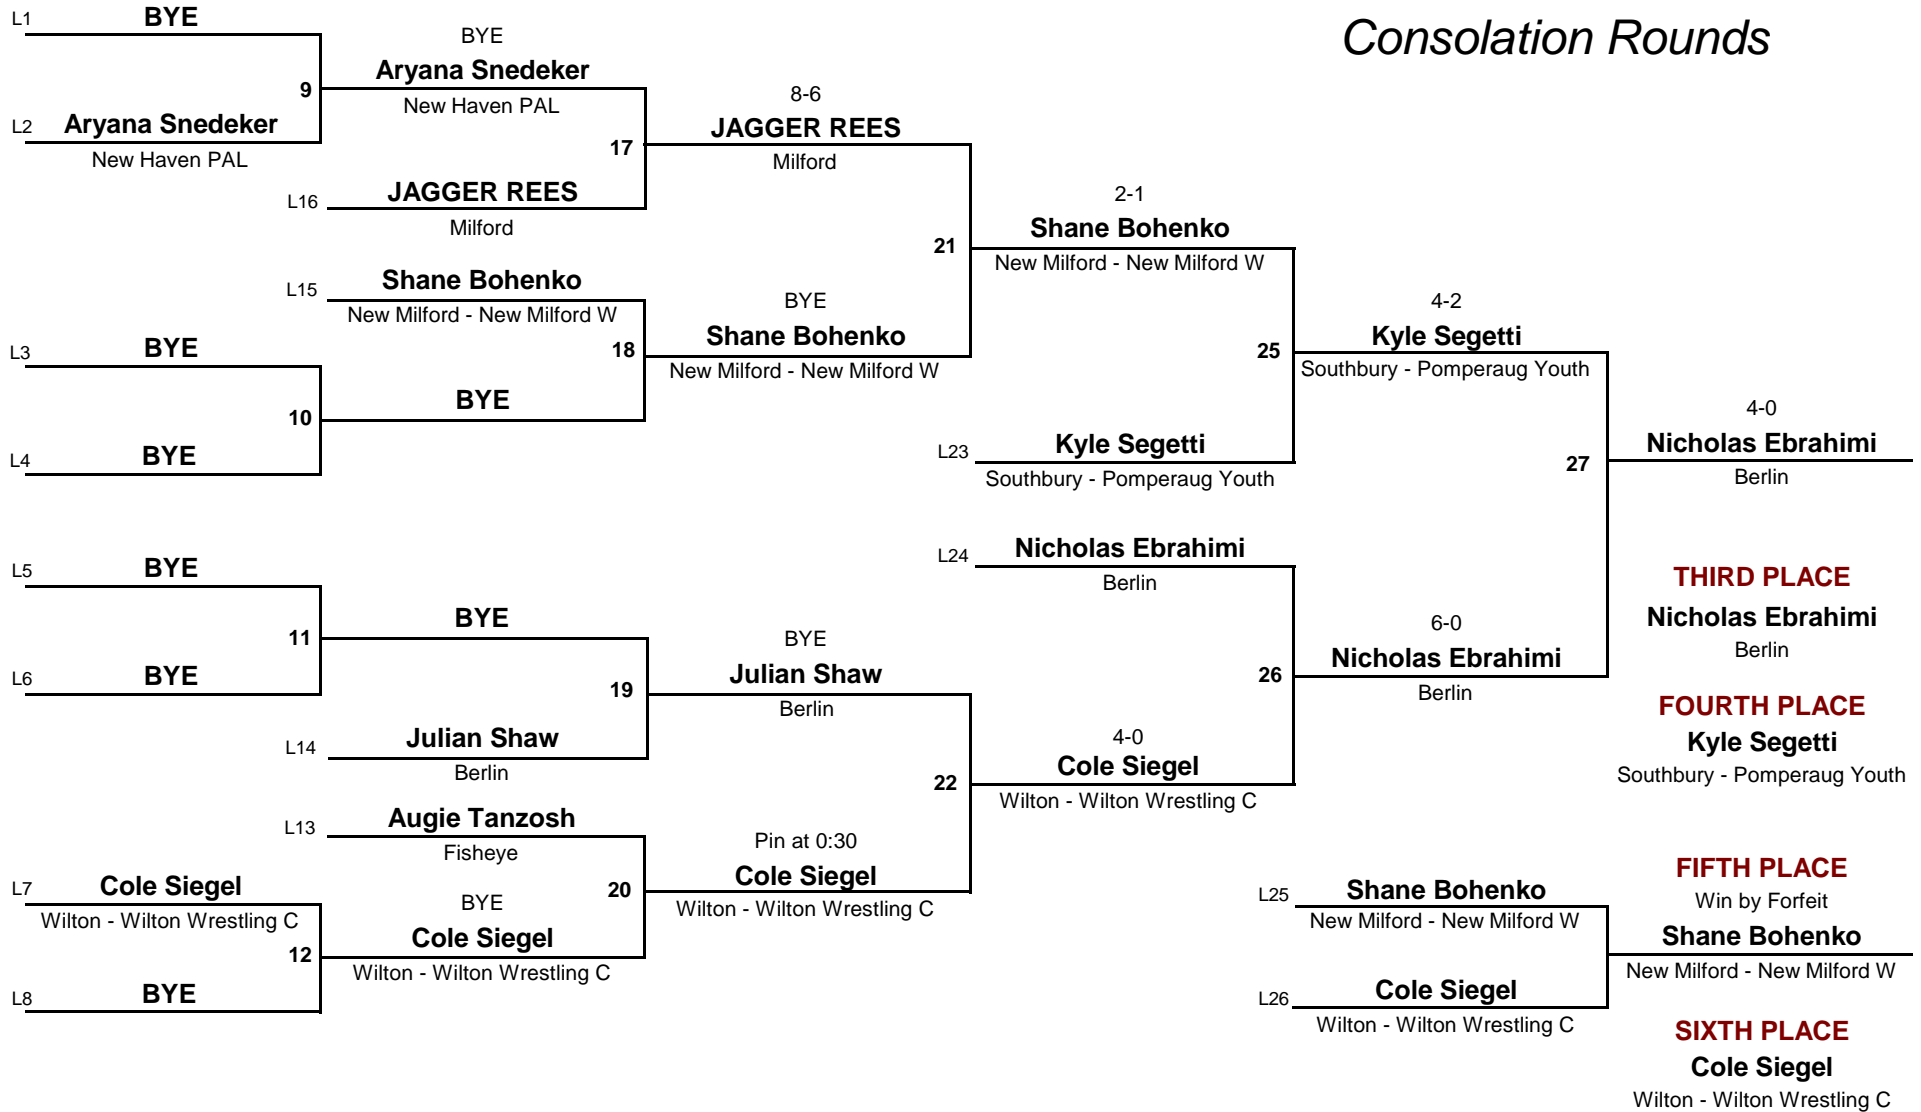 Consolation Rounds
L1
BYE
9
L2
Aryana Snedeker
New Haven PAL
BYE
Aryana Snedeker
New Haven PAL
17
L16
JAGGER REES
Milford
8-6
JAGGER REES
Milford
21
L15
Shane Bohenko
New Milford - New Milford W
18
L3
BYE
10
L4
BYE
BYE
BYE
Shane Bohenko
New Milford - New Milford W
2-1
Shane Bohenko
New Milford - New Milford W
25
L23
Kyle Segetti
Southbury - Pomperaug Youth
4-2
Kyle Segetti
Southbury - Pomperaug Youth
27
4-0
Nicholas Ebrahimi
Berlin
L5
BYE
11
L6
BYE
BYE
19
L14
Julian Shaw
Berlin
BYE
Julian Shaw
Berlin
22
L13
Augie Tanzosh
Fisheye
20
L7
Cole Siegel
Wilton - Wilton Wrestling C
12
L8
BYE
BYE
Cole Siegel
Wilton - Wilton Wrestling C
Pin at 0:30
Cole Siegel
Wilton - Wilton Wrestling C
L24
Nicholas Ebrahimi
Berlin
26
4-0
Cole Siegel
Wilton - Wilton Wrestling C
6-0
Nicholas Ebrahimi
Berlin
THIRD PLACE
Nicholas Ebrahimi
Berlin
FOURTH PLACE
Kyle Segetti
Southbury - Pomperaug Youth
L25
Shane Bohenko
New Milford - New Milford W
L26
Cole Siegel
Wilton - Wilton Wrestling C
FIFTH PLACE
Win by Forfeit
Shane Bohenko
New Milford - New Milford W
SIXTH PLACE
Cole Siegel
Wilton - Wilton Wrestling C